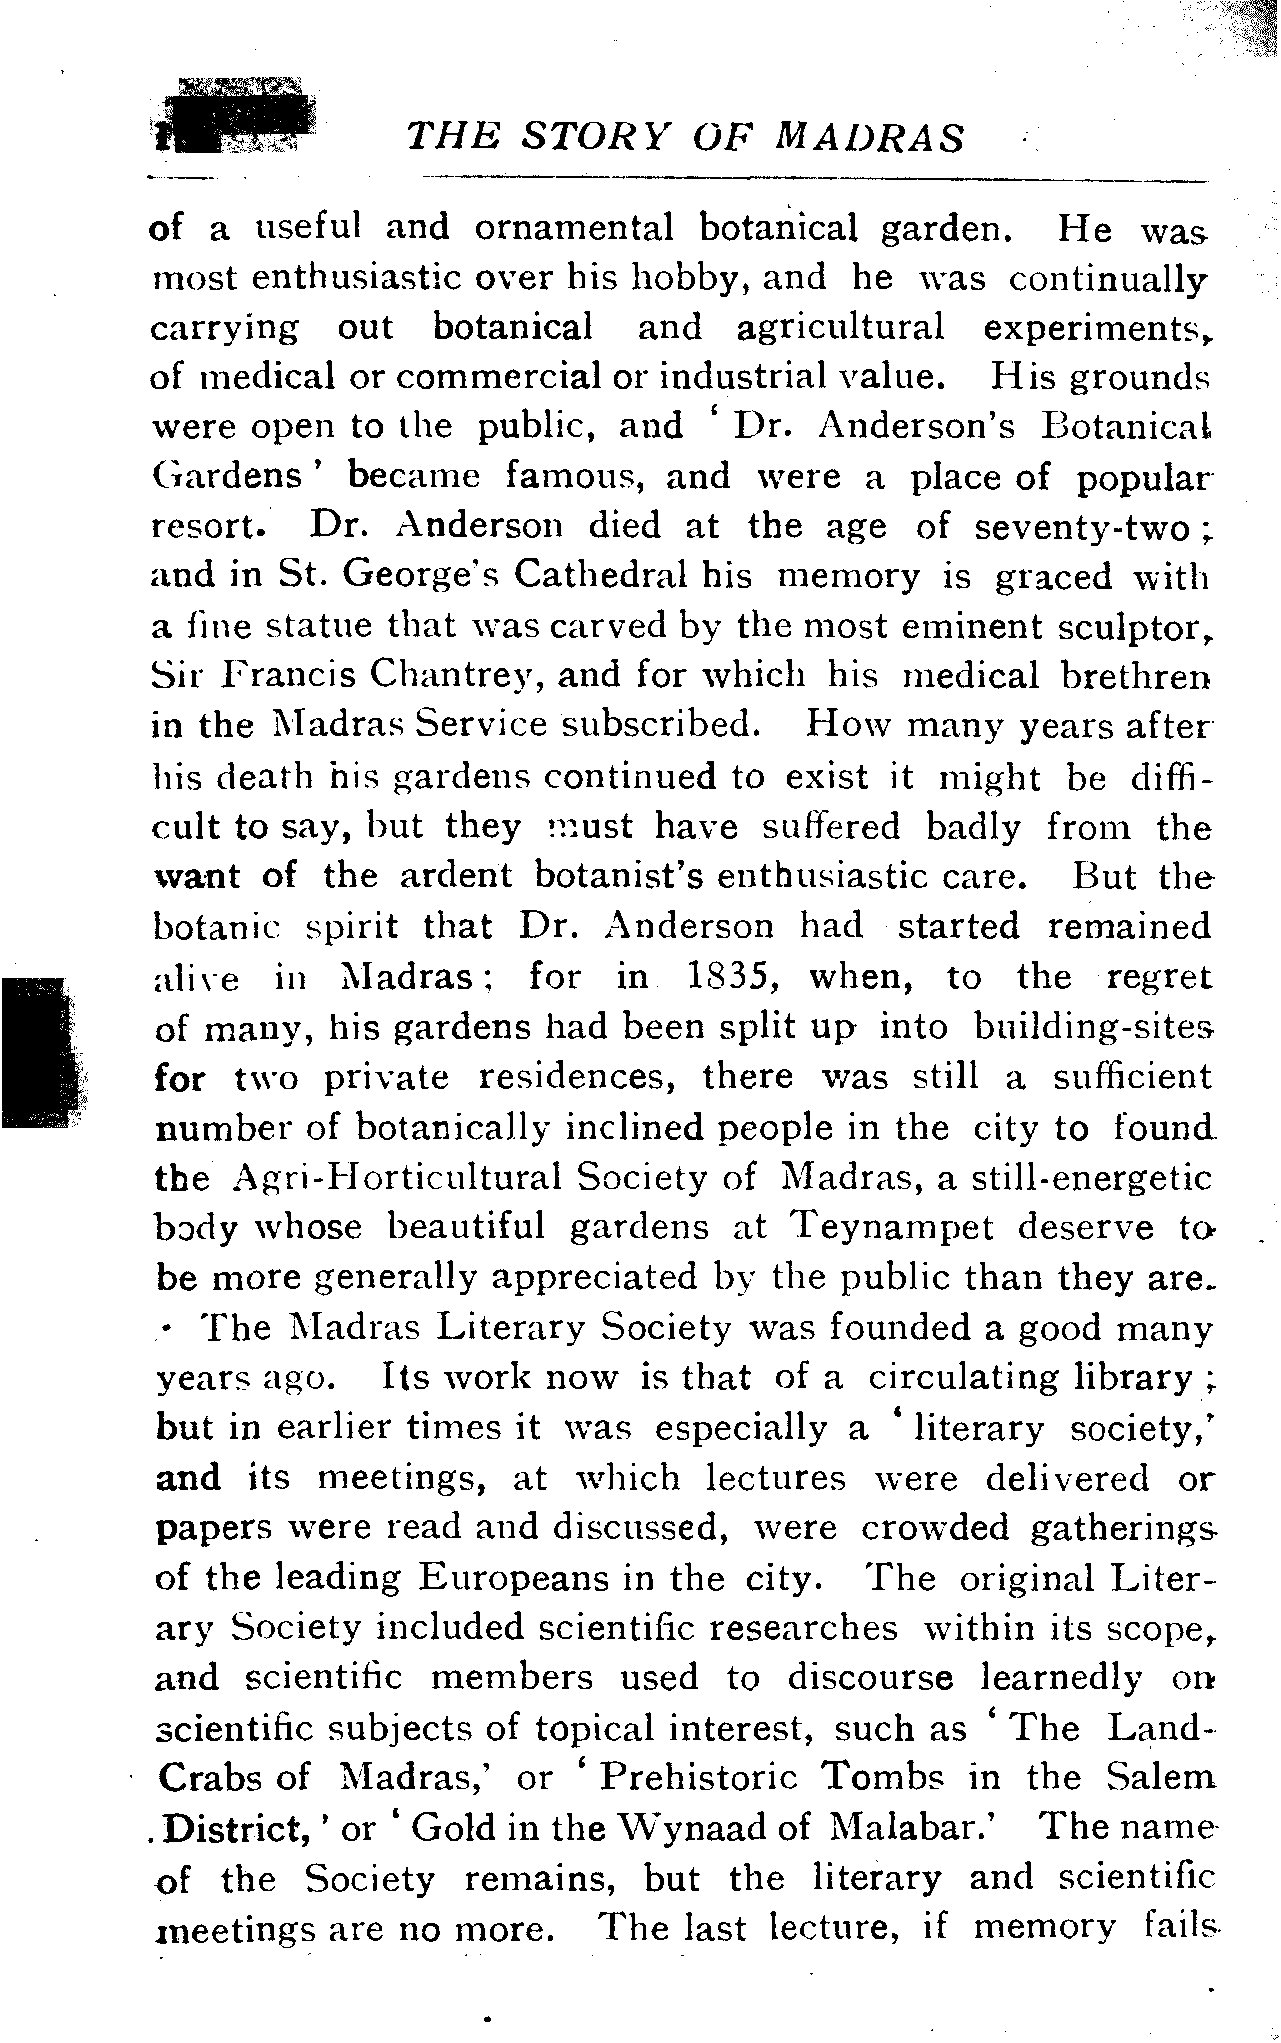 THE STORY OF MADRAS
of a useful and ornamental botanical garden. He was
most enthusiastic over his hobby, and he was continually
carrying out botanical and agricultural experiments,
of medical or commercial or industrial value. His grounds
were open to the public, and ‘ Dr. Anderson's Botanical
Gardens ’ became famous, and were a place of popular
resort. Dr. Anderson died at the age of seventy-two ;
and in St. George's Cathedral his memory is graced with
a fine statue that was carved by the most eminent sculptor,
Sir Francis Chantrey, and for which his medical brethren
in the Madras Service subscribed. How many years after
his death his gardens continued to exist it might be diffi-
cult to say, but they must have suffered badly from the
want of the ardent botanist's enthusiastic care. But the
botanic spirit that Dr. Anderson had started remained
alive in Madras ; for in 1835, when, to the regret
of many, his gardens had been split up into building-sites
for two private residences, there was still a sufficient
number of botanically inclined people in the city to found
the Agri-Horticultural Society of Madras, a still-energetic
body whose beautiful gardens at Teynampet deserve to
be more generally appreciated by the public than they are.
The Madras Literary Society was founded a good many
years ago. Its work now is that of a circulating library ;
but in earlier times it was especially a ‘ literary society,’
and its meetings, at which lectures were delivered or
papers were read and discussed, were crowded gatherings
of the leading Europeans in the city. The original Liter-
ary Society included scientific researches within its scope,
and scientific members used to discourse learnedly on
scientific subjects of topical interest, such as ‘ The Land-
Crabs of Madras,’ or ‘ Prehistoric Tombs in the Salem
District, ’ or ‘ Gold in the Wynaad of Malabar.’ The name
of the Society remains, but the literary and scientific
meetings are no more. The last lecture, if memory fails